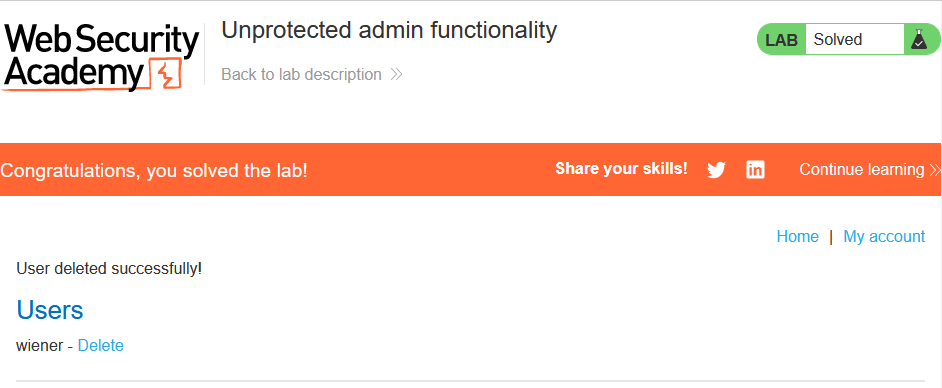 Web Security
Academy
Unprotected admin functionality
Back to lab description
LAB Solved
Congratulations, you solved the lab!
Share your skills!
Continue learning
Home | My account
User deleted successfully!
Users
wiener - Delete